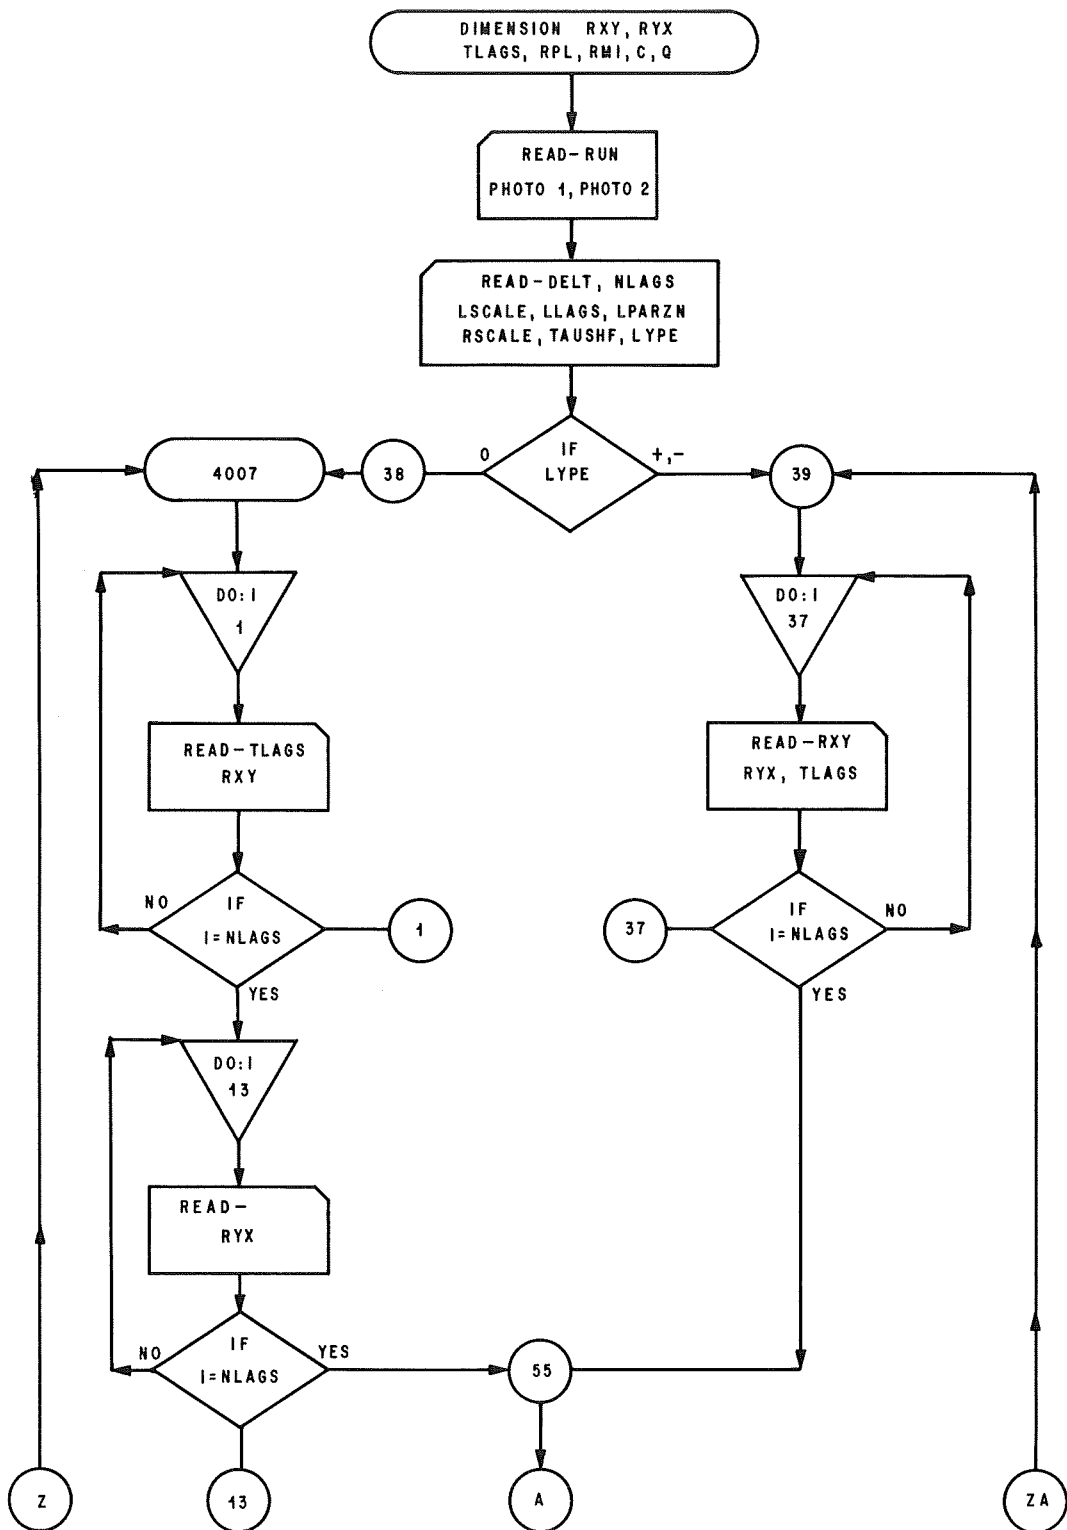 DIMENSION RXY, RYX
TLAGS, RPL, RMI, C, Q
READ-RUN
PHOTO 1, PHOTO 2
READ-DELT, NLAGS
LSCALE, LLAGS, LPARZN
RSCALE, TAUSHF, LYPE
IF
LYPE
0
+,-
4007
38
39
DO:I
1
DO:I
37
READ-TLAGS
RXY
READ-RXY
RYX, TLAGS
NO
IF
I=NLAGS
YES
1
37
IF
I=NLAGS
NO
YES
DO:I
13
READ-
RYX
NO
IF
I=NLAGS
YES
55
Z
13
A
ZA